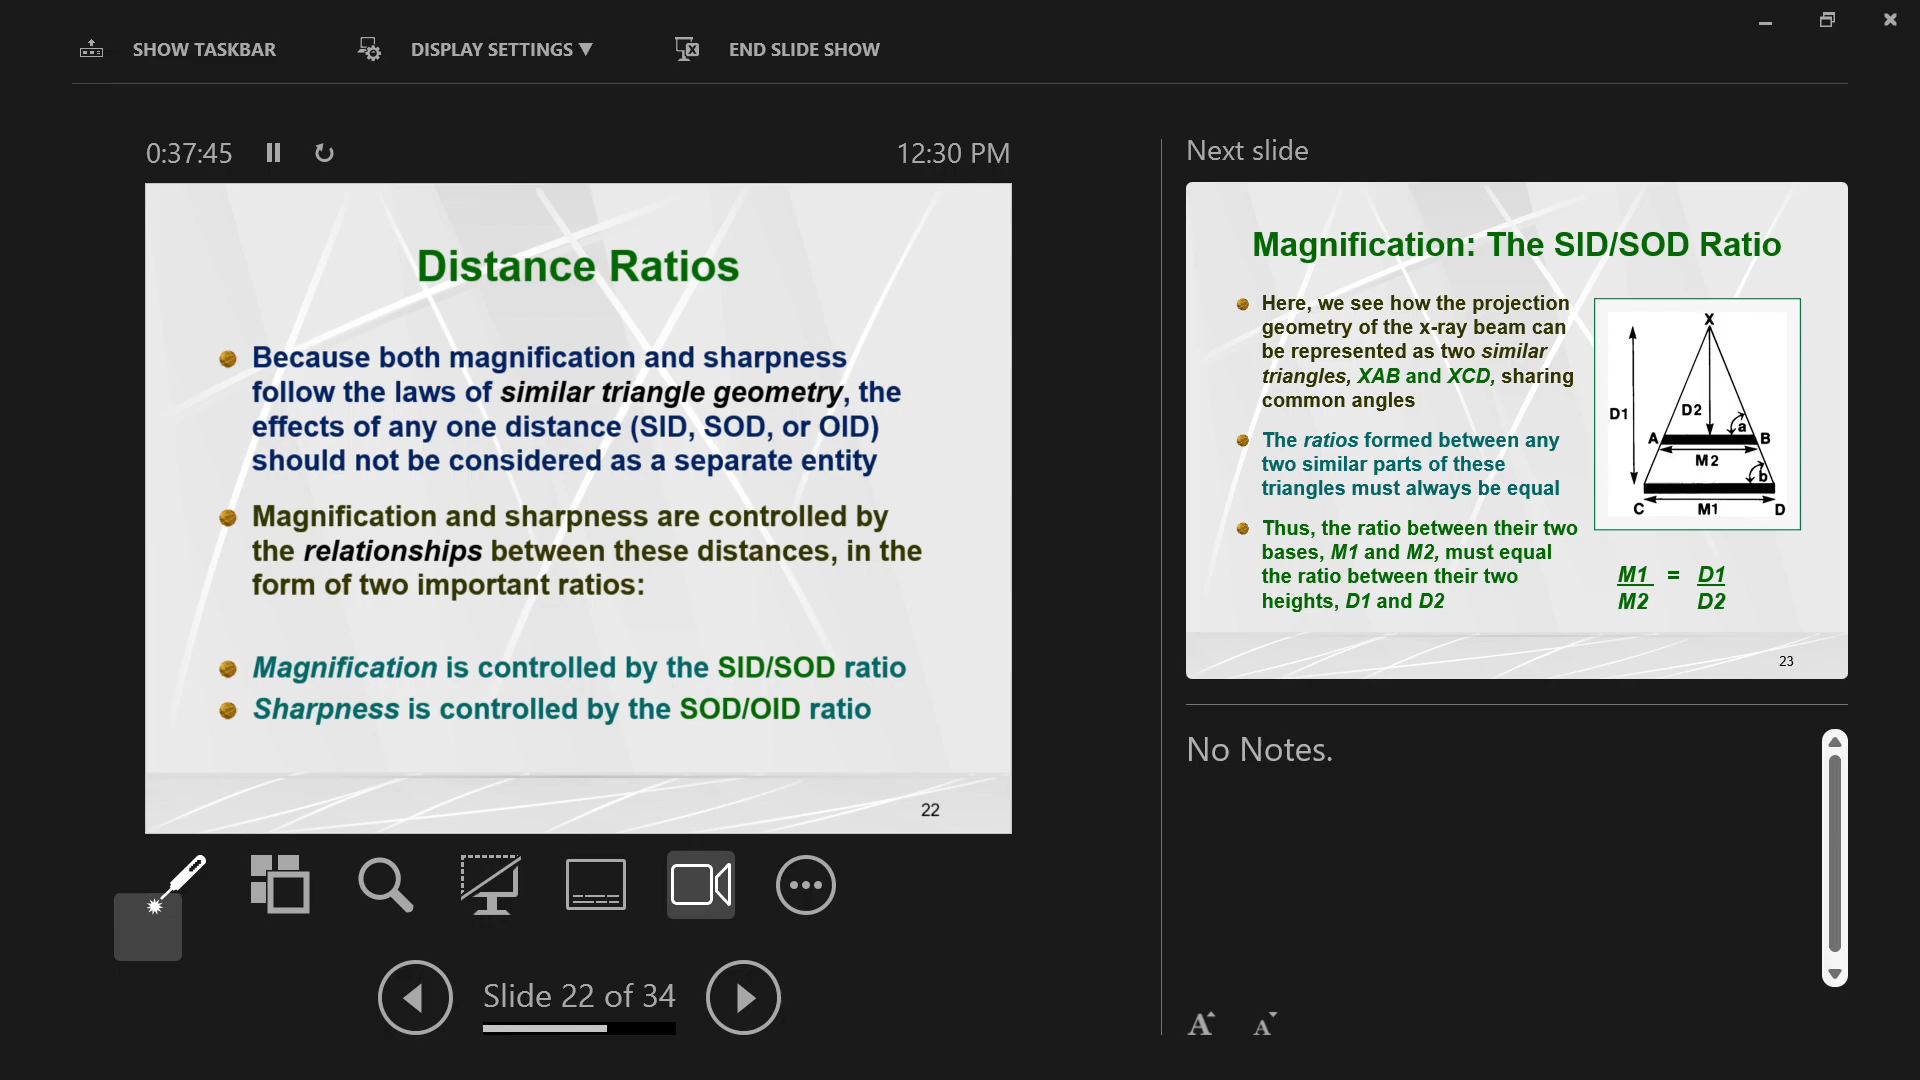 SHOW TASKBAR
DISPLAY SETTINGS ▼
END SLIDE SHOW
0:37:45
12:30 PM
Distance Ratios
Because both magnification and sharpness
follow the laws of similar triangle geometry, the
effects of any one distance (SID, SOD, or OID)
should not be considered as a separate entity
Magnification and sharpness are controlled by
the relationships between these distances, in the
form of two important ratios:
Magnification is controlled by the SID/SOD ratio
Sharpness is controlled by the SOD/OID ratio
22
Slide 22 of 34
Next slide
Magnification: The SID/SOD Ratio
Here, we see how the projection
geometry of the x-ray beam can
be represented as two similar
triangles, XAB and XCD, sharing
common angles
The ratios formed between any
two similar parts of these
triangles must always be equal
Thus, the ratio between their two
bases, M1 and M2, must equal
the ratio between their two
heights, D1 and D2
X
D1
D2
a
A
B
M2
b
C
M1
D
M1 = D1
M2 D2
23
No Notes.
A A